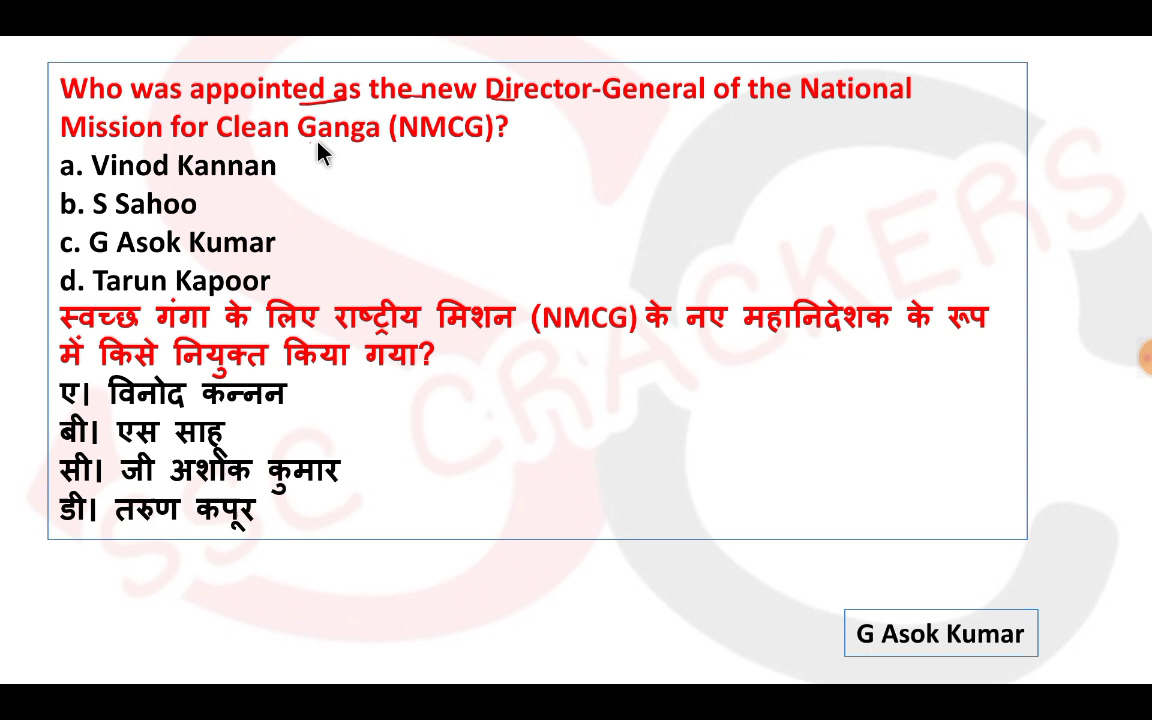 Who was appointed as the new Director-General of the National
Mission for Clean Ganga (NMCG)?
a. Vinod Kannan
b. S Sahoo
c. G Asok Kumar
d. Tarun Kapoor
स्वच्छ गंगा के लिए राष्ट्रीय मिशन (NMCG) के नए महानिदेशक के रूप
में किसे नियुक्त किया गया?
ए। विनोद कन्नन
बी। एस साहू
सी। जी अशोक कुमार
डी। तरुण कपूर
SSC CRACKERS
G Asok Kumar